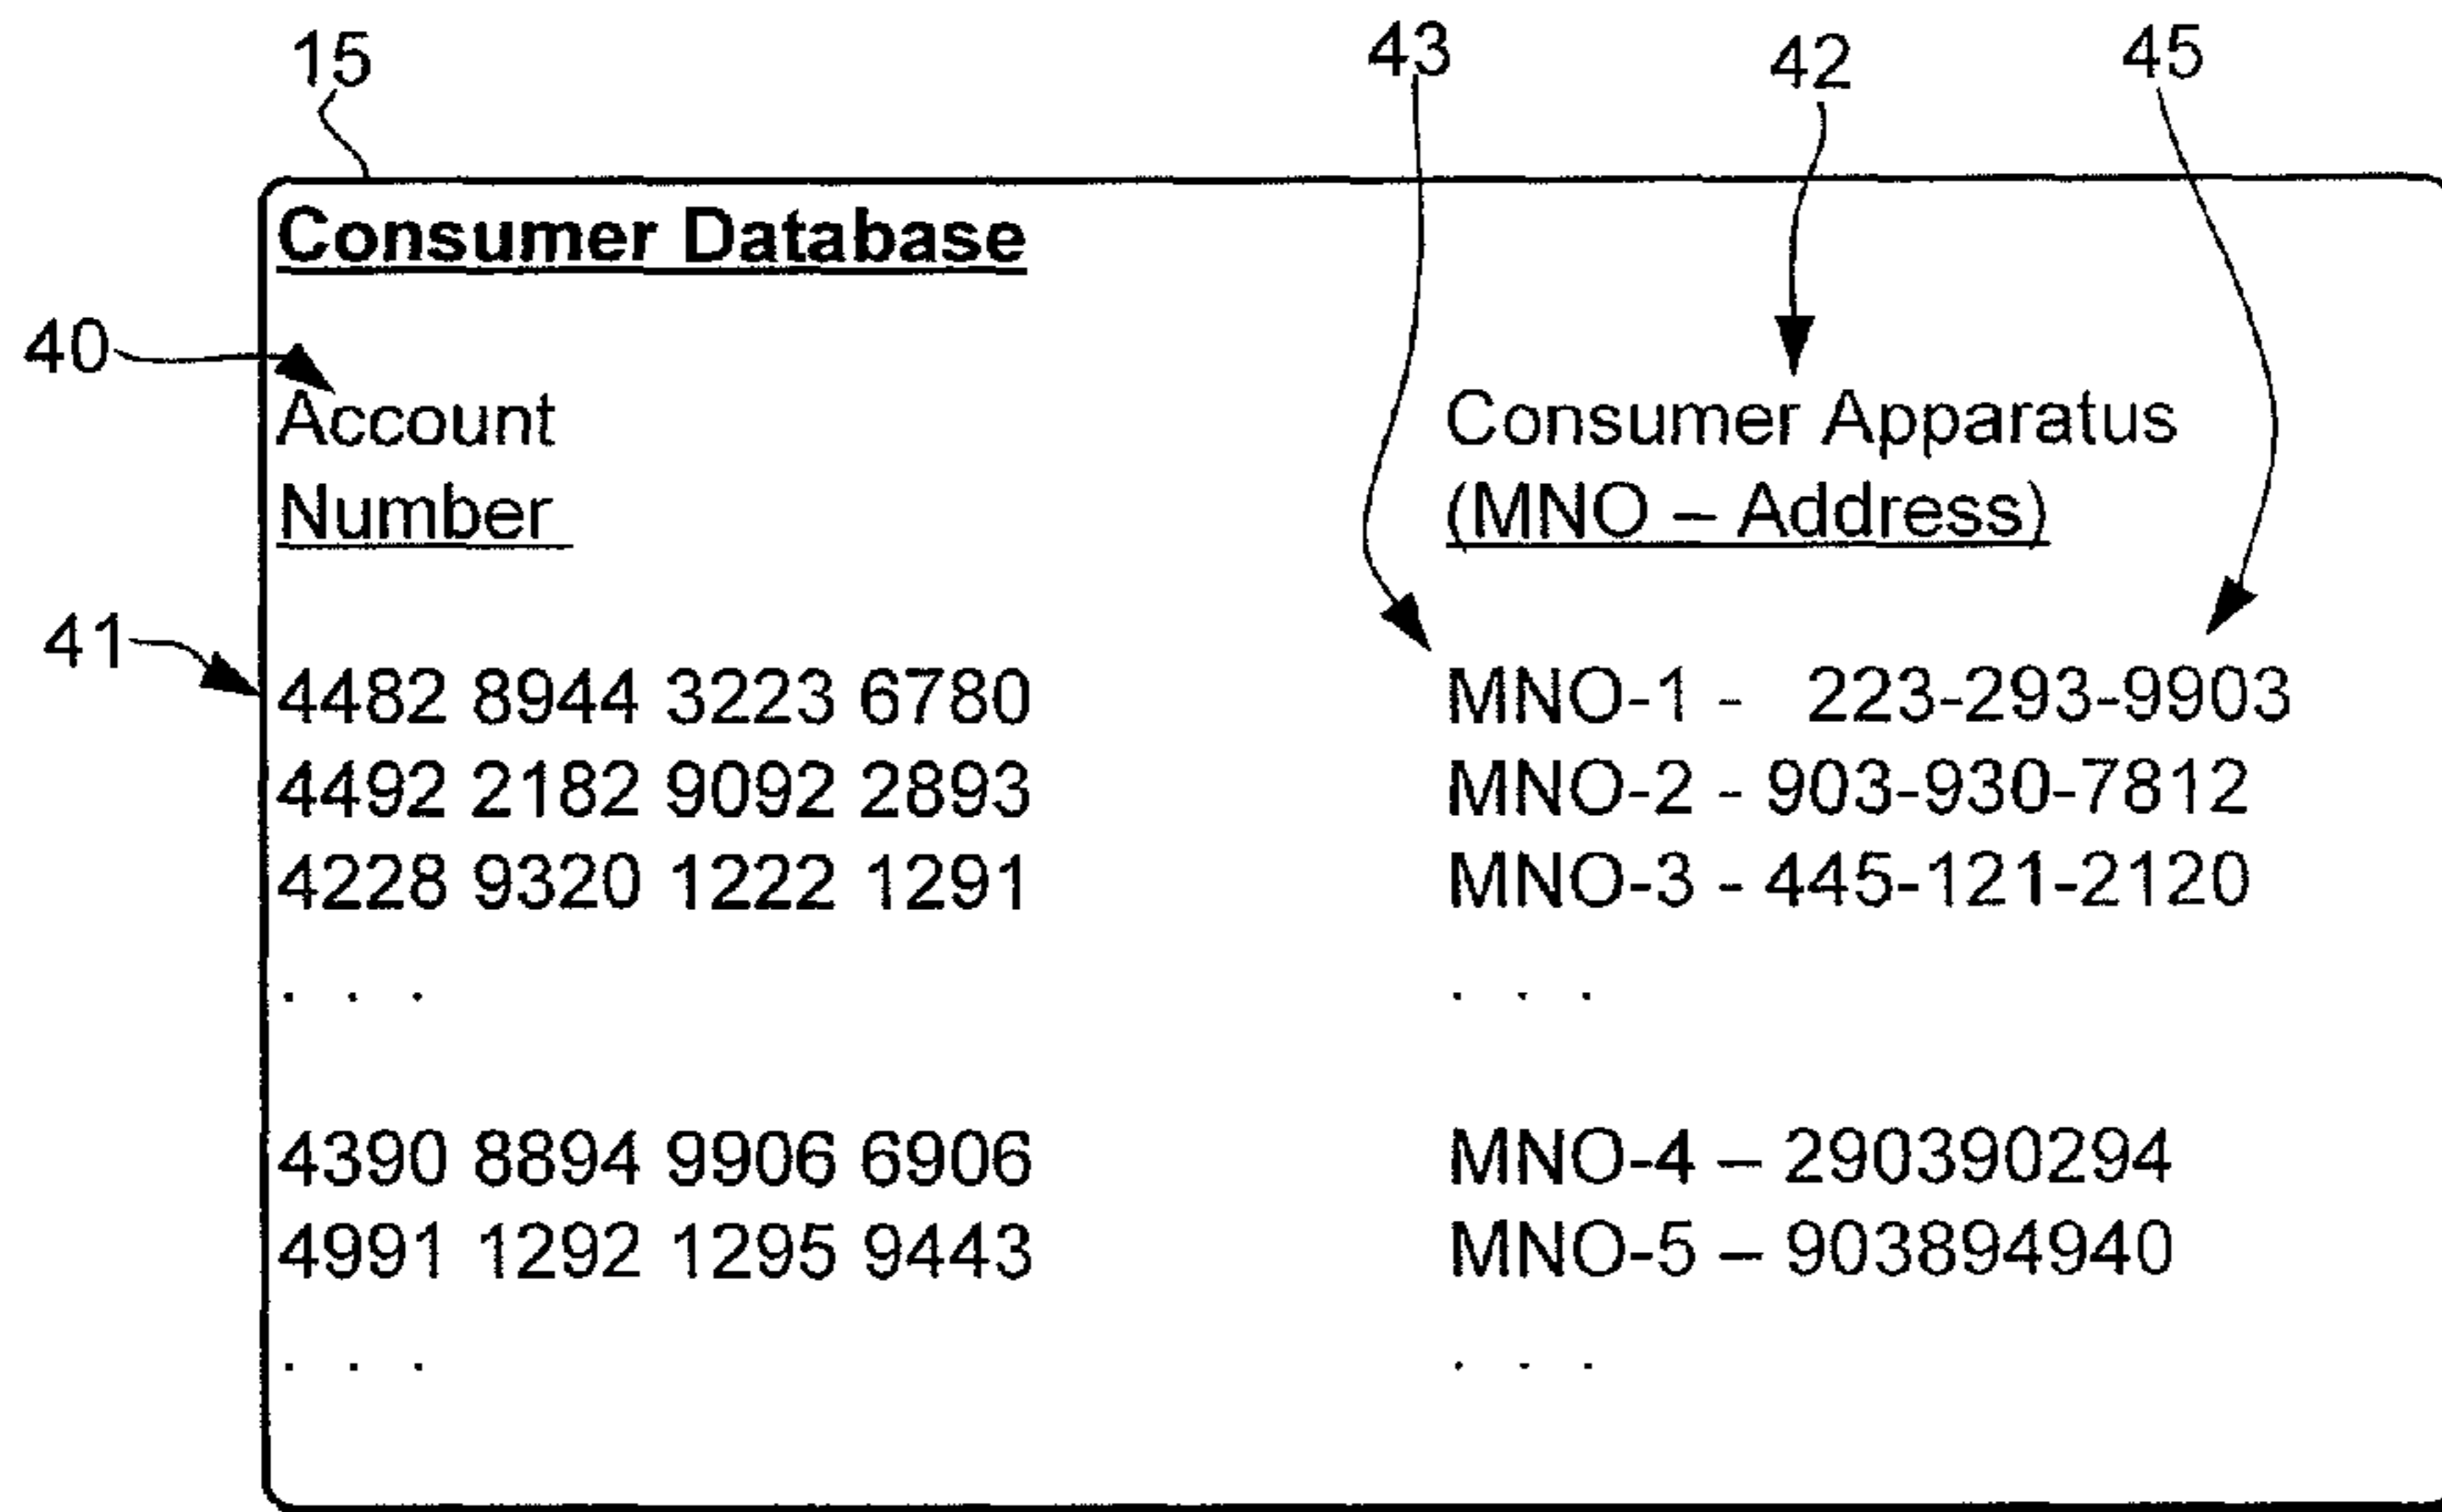 15 43 42 45
Consumer Database
40
Account Consumer Apparatus
Number (MNO – Address)
41
4482 8944 3223 6780 MNO-1 - 223-293-9903
4492 2182 9092 2893 MNO-2 - 903-930-7812
4228 9320 1222 1291 MNO-3 - 445-121-2120
. . . . . .
4390 8894 9906 6906 MNO-4 – 290390294
4991 1292 1295 9443 MNO-5 – 903894940
. . . . . .